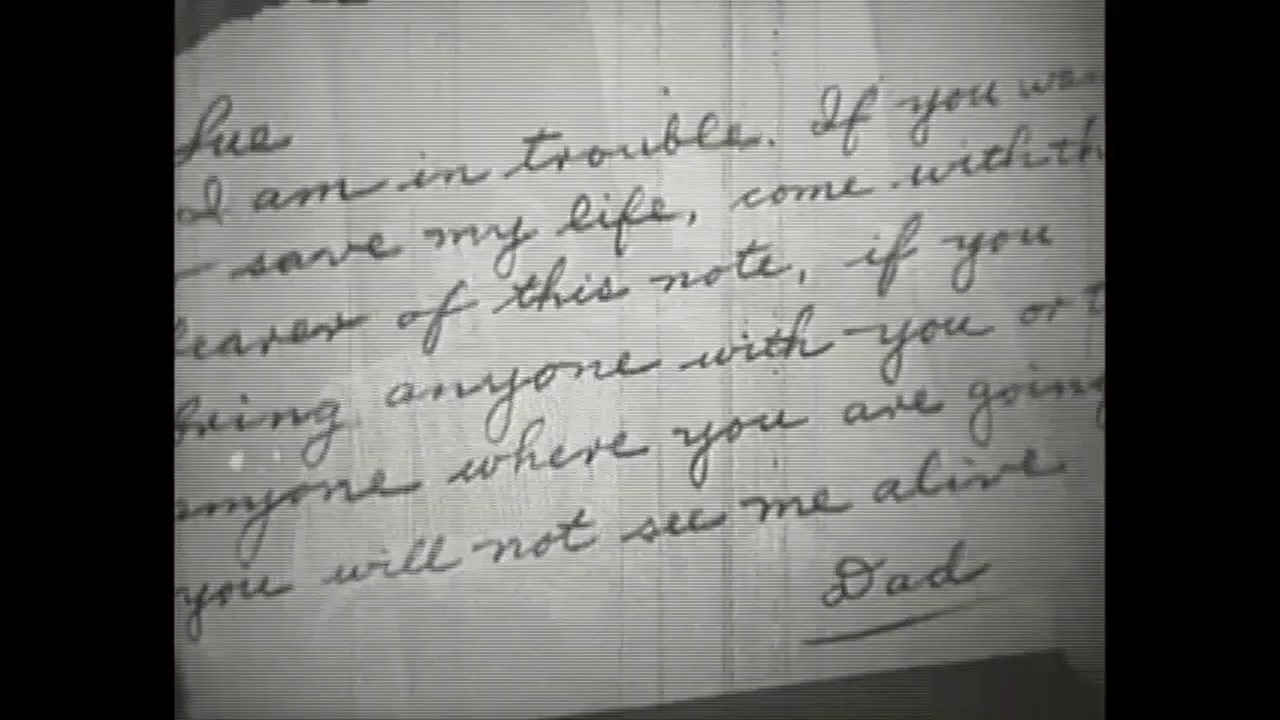 Sue
I am in trouble. If you
save my life, come with
bearer of this note, if you
bring anyone with you or
anyone where you are going
you will not see me alive.
Dad